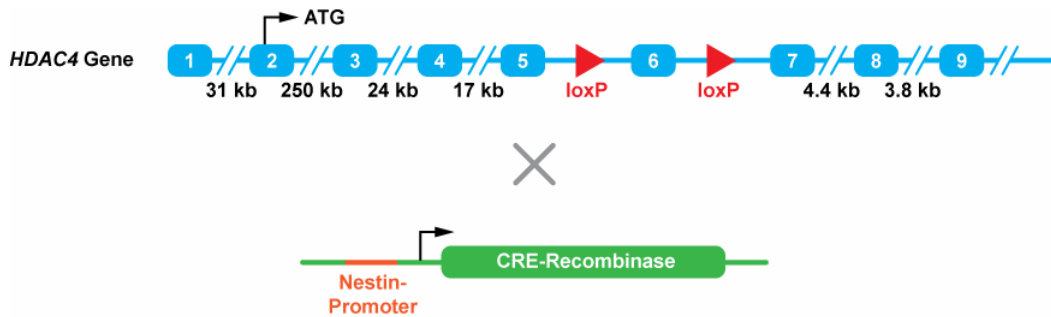 ATG
HDAC4 Gene
1 2 3 4 5 6 7 8 9
31 kb 250 kb 24 kb 17 kb loxP loxP 4.4 kb 3.8 kb
CRE-Recombinase
Nestin-
Promoter